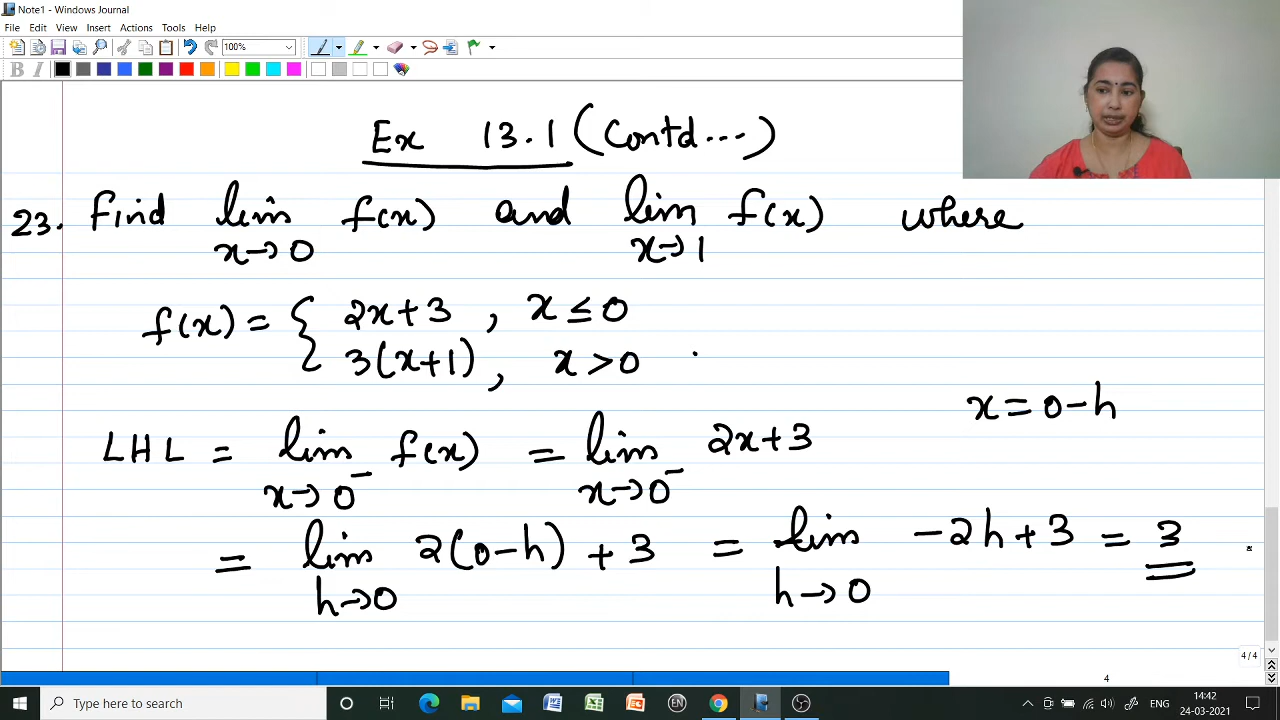 Note1 - Windows Journal
File Edit View Insert Actions Tools Help
100%
B I
Ex 13.1 (Contd...)
23. Find lim f(x) and lim f(x) where
x→0 x→1
f(x) = { 2x+3 , x ≤ 0
3(x+1) , x > 0
x = 0-h
LHL = lim f(x) = lim 2x+3
x→0⁻ x→0⁻
= lim 2(0-h) + 3 = lim -2h+3 = 3
h→0 h→0
4/4
4
Type here to search
EN
ENG
14:42
24-03-2021